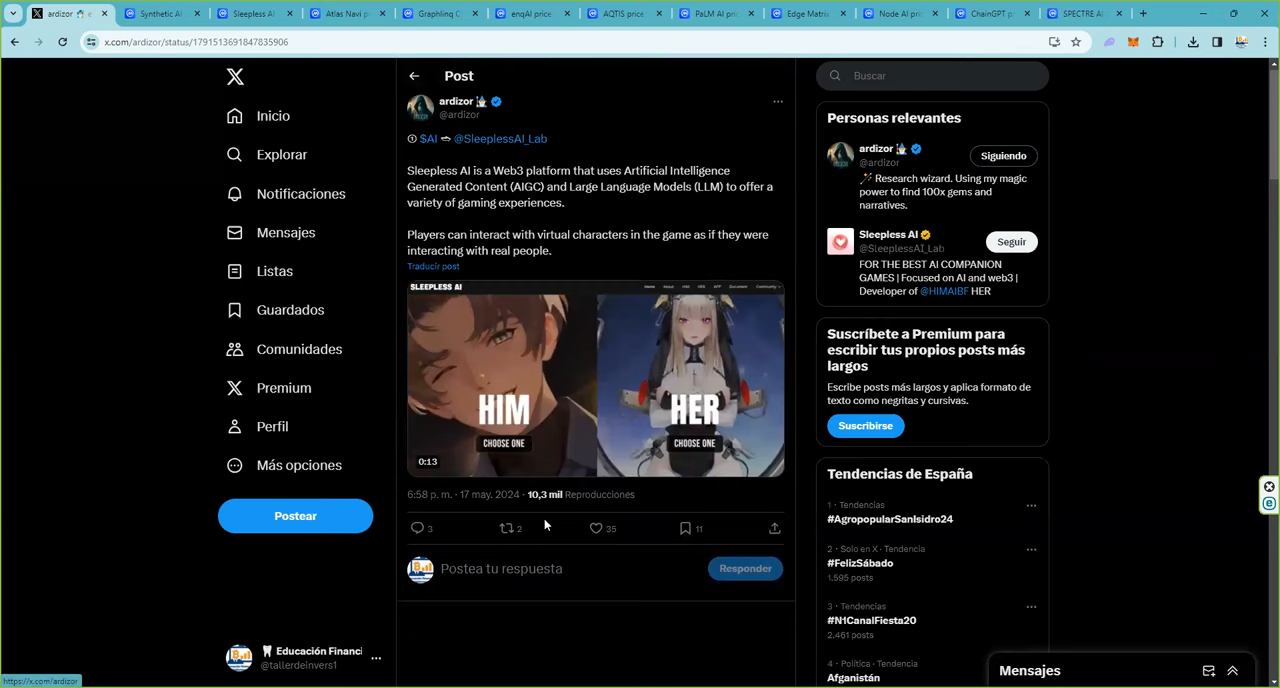 ardizor
Synthetic AI
Sleepless AI
Atlas Navi p
Graphlinq C
enqAI price
AQTIS price
PaLM AI pri
Edge Matri
Node AI pri
ChainGPT p
SPECTRE AI
x.com/ardizor/status/1791513691847835906
Inicio
Explorar
Notificaciones
Mensajes
Listas
Guardados
Comunidades
Premium
Perfil
Más opciones
Postear
Educación Financi
@tallerdeinvers1
https://x.com/ardizor
Post
ardizor
@ardizor
① $AI @SleeplessAI_Lab
Sleepless AI is a Web3 platform that uses Artificial Intelligence
Generated Content (AIGC) and Large Language Models (LLM) to offer a
variety of gaming experiences.
Players can interact with virtual characters in the game as if they were
interacting with real people.
Traducir post
SLEEPLESS AI
Home About HIM HER APP Document Community
HIM
CHOOSE ONE
HER
CHOOSE ONE
0:13
6:58 p. m. · 17 may. 2024 · 10,3 mil Reproducciones
3 2 35 11
Postea tu respuesta
Responder
Buscar
Personas relevantes
ardizor
@ardizor
Siguiendo
Research wizard. Using my magic
power to find 100x gems and
narratives.
Sleepless AI
@SleeplessAI_Lab
Seguir
FOR THE BEST AI COMPANION
GAMES | Focused on AI and web3 |
Developer of @HIMAIBF HER
Suscríbete a Premium para
escribir tus propios posts más
largos
Escribe posts más largos y aplica formato de
texto como negritas y cursivas.
Suscribirse
Tendencias de España
1 · Tendencias
#AgropopularSanIsidro24
2 · Solo en X · Tendencia
#FelizSábado
1.595 posts
3 · Tendencias
#N1CanalFiesta20
2.461 posts
4 · Política · Tendencia
Afganistán
Mensajes